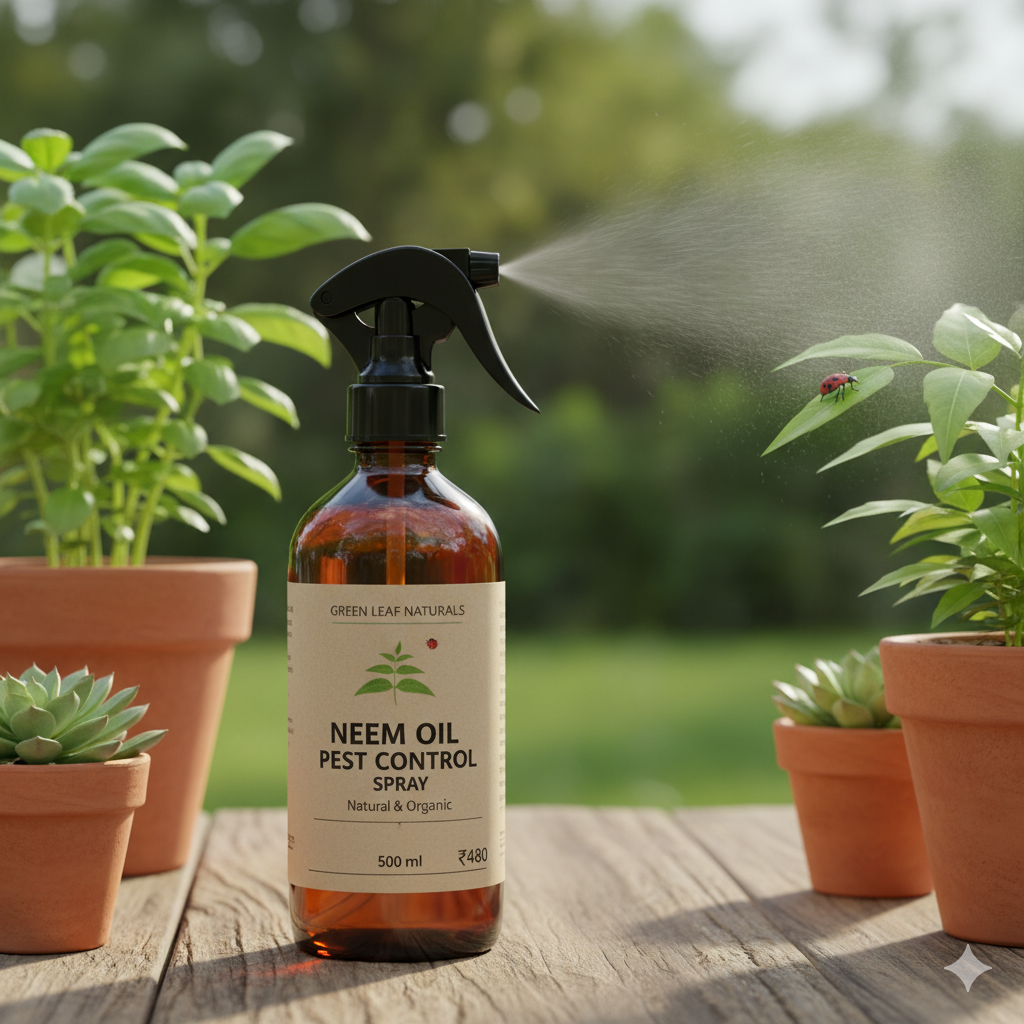 GREEN LEAF NATURALS
NEEM OIL
PEST CONTROL
SPRAY
Natural & Organic
500 ml ₹480